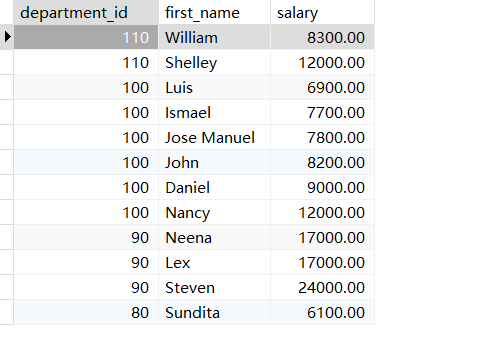 department_id first_name salary
110 William 8300.00
110 Shelley 12000.00
100 Luis 6900.00
100 Ismael 7700.00
100 Jose Manuel 7800.00
100 John 8200.00
100 Daniel 9000.00
100 Nancy 12000.00
90 Neena 17000.00
90 Lex 17000.00
90 Steven 24000.00
80 Sundita 6100.00